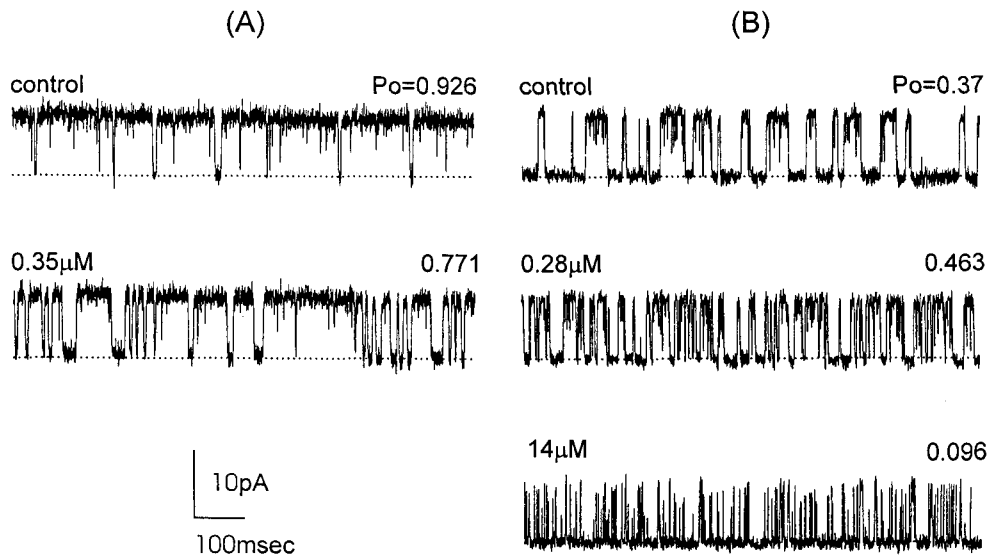 (A)
(B)
control Po=0.926
control Po=0.37
0.35μM 0.771
0.28μM 0.463
14μM 0.096
10pA
100msec